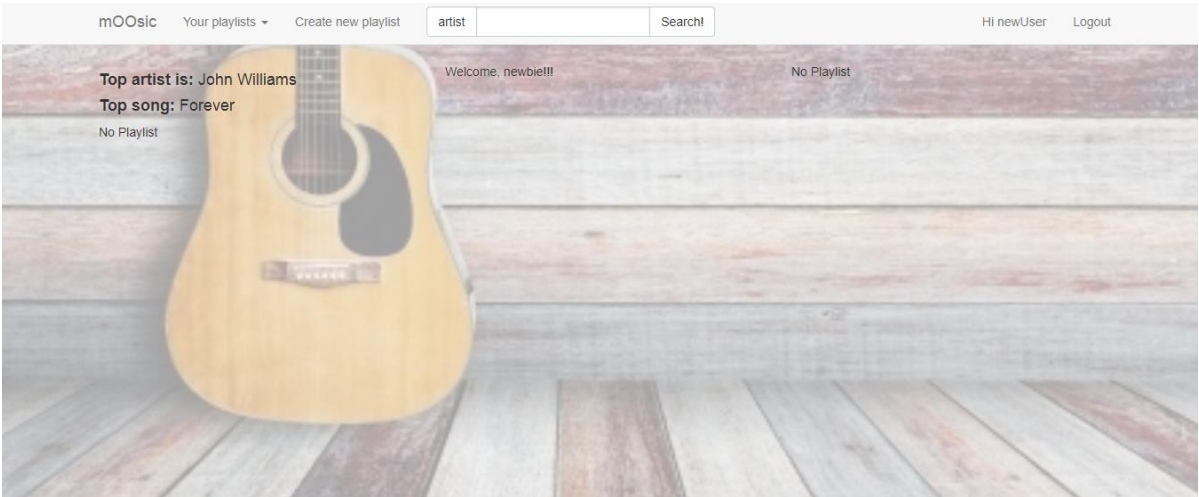 mOOsic Your playlists Create new playlist artist Search! Hi newUser Logout
Top artist is: John Williams
Top song: Forever
No Playlist
Welcome, newbie!!!
No Playlist